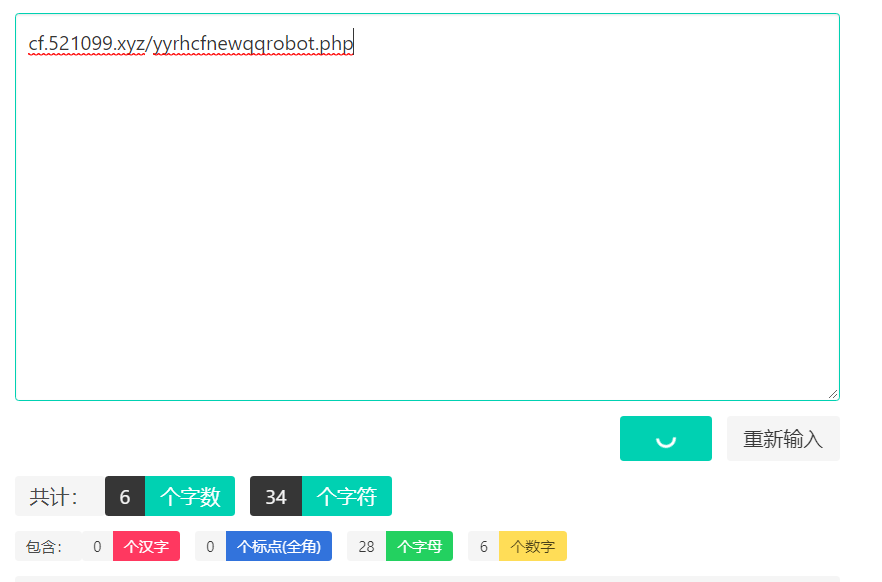 cf.521099.xyz/yyrhcfnewqqrobot.php
重新输入
共计： 6 个字数 34 个字符
包含： 0 个汉字 0 个标点(全角) 28 个字母 6 个数字